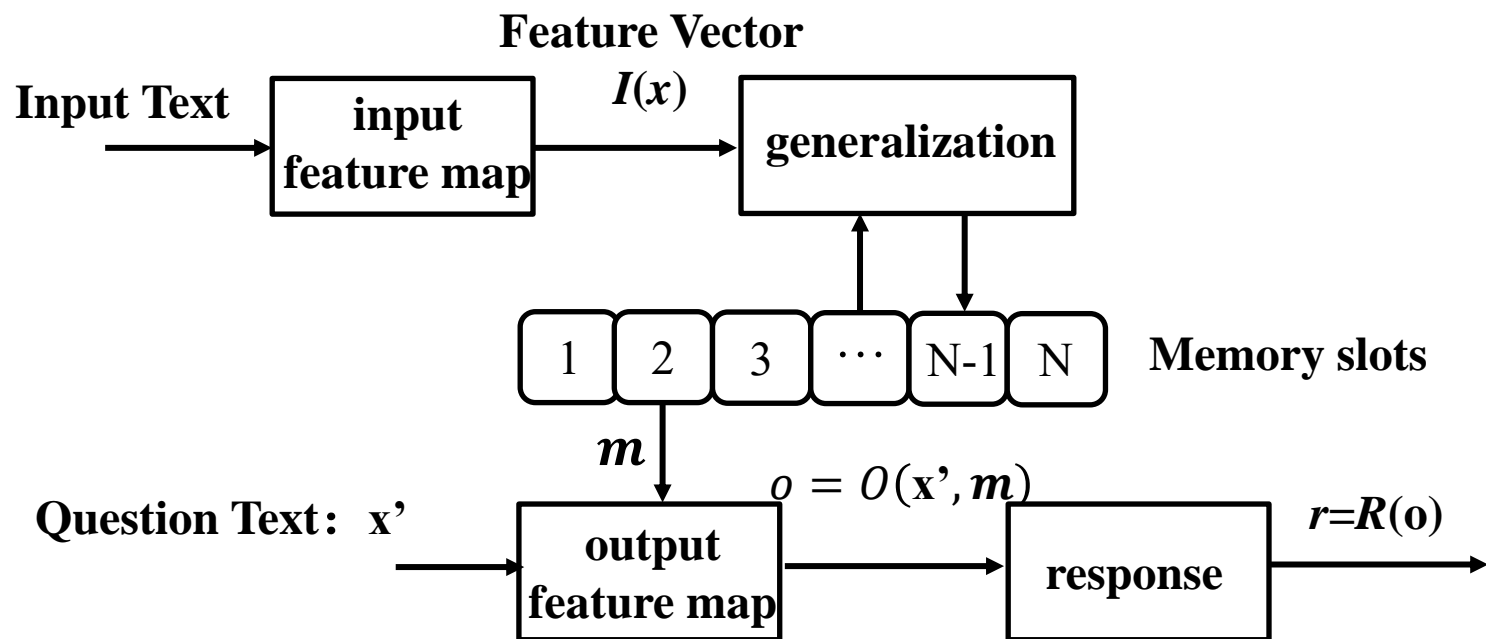 Feature Vector
I(x)
Input Text
input
feature map
generalization
1 2 3 ⋯ N-1 N
Memory slots
m
o = O(x’, m)
Question Text： x’
output
feature map
response
r=R(o)